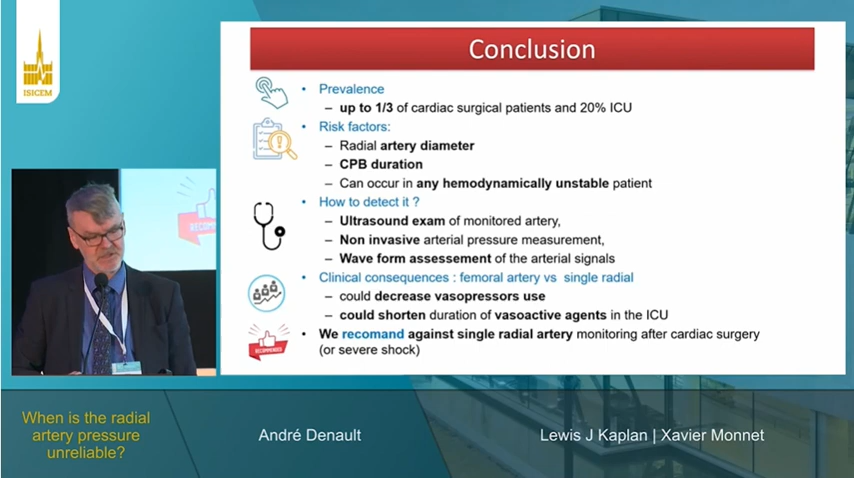 ISICEM
Conclusion
• Prevalence
– up to 1/3 of cardiac surgical patients and 20% ICU
• Risk factors:
– Radial artery diameter
– CPB duration
– Can occur in any hemodynamically unstable patient
• How to detect it ?
– Ultrasound exam of monitored artery,
– Non invasive arterial pressure measurement,
– Wave form assessement of the arterial signals
• Clinical consequences : femoral artery vs single radial
– could decrease vasopressors use
– could shorten duration of vasoactive agents in the ICU
• We recomand against single radial artery monitoring after cardiac surgery
(or severe shock)
RECOMMENDED
When is the radial
artery pressure
unreliable?
André Denault
Lewis J Kaplan | Xavier Monnet